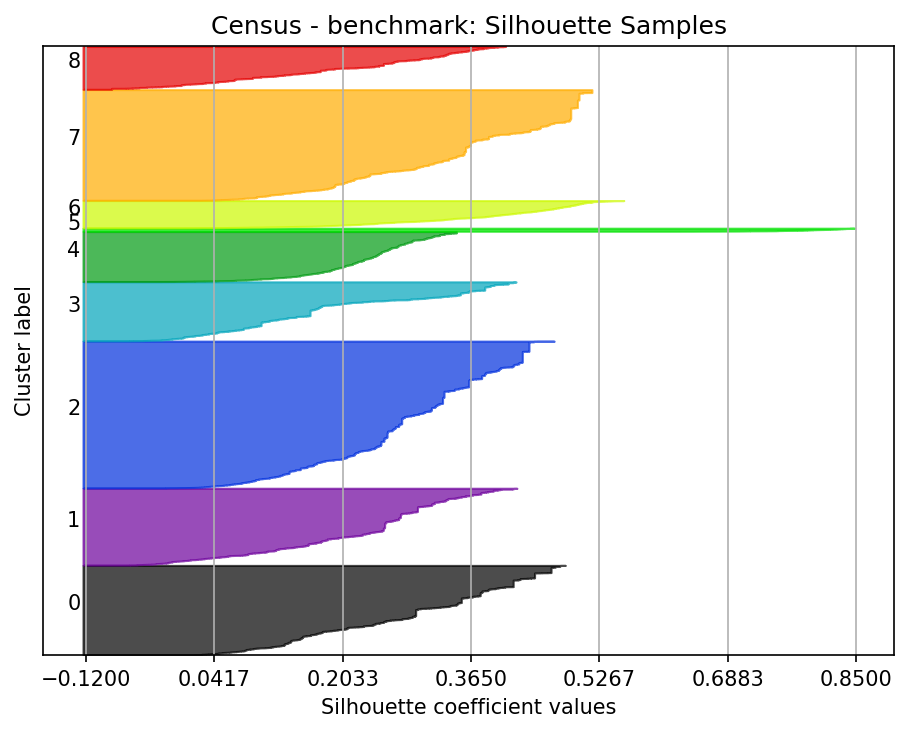 Census - benchmark: Silhouette Samples
8
7
6
5
4
3
2
1
0
Cluster label
−0.1200 0.0417 0.2033 0.3650 0.5267 0.6883 0.8500
Silhouette coefficient values